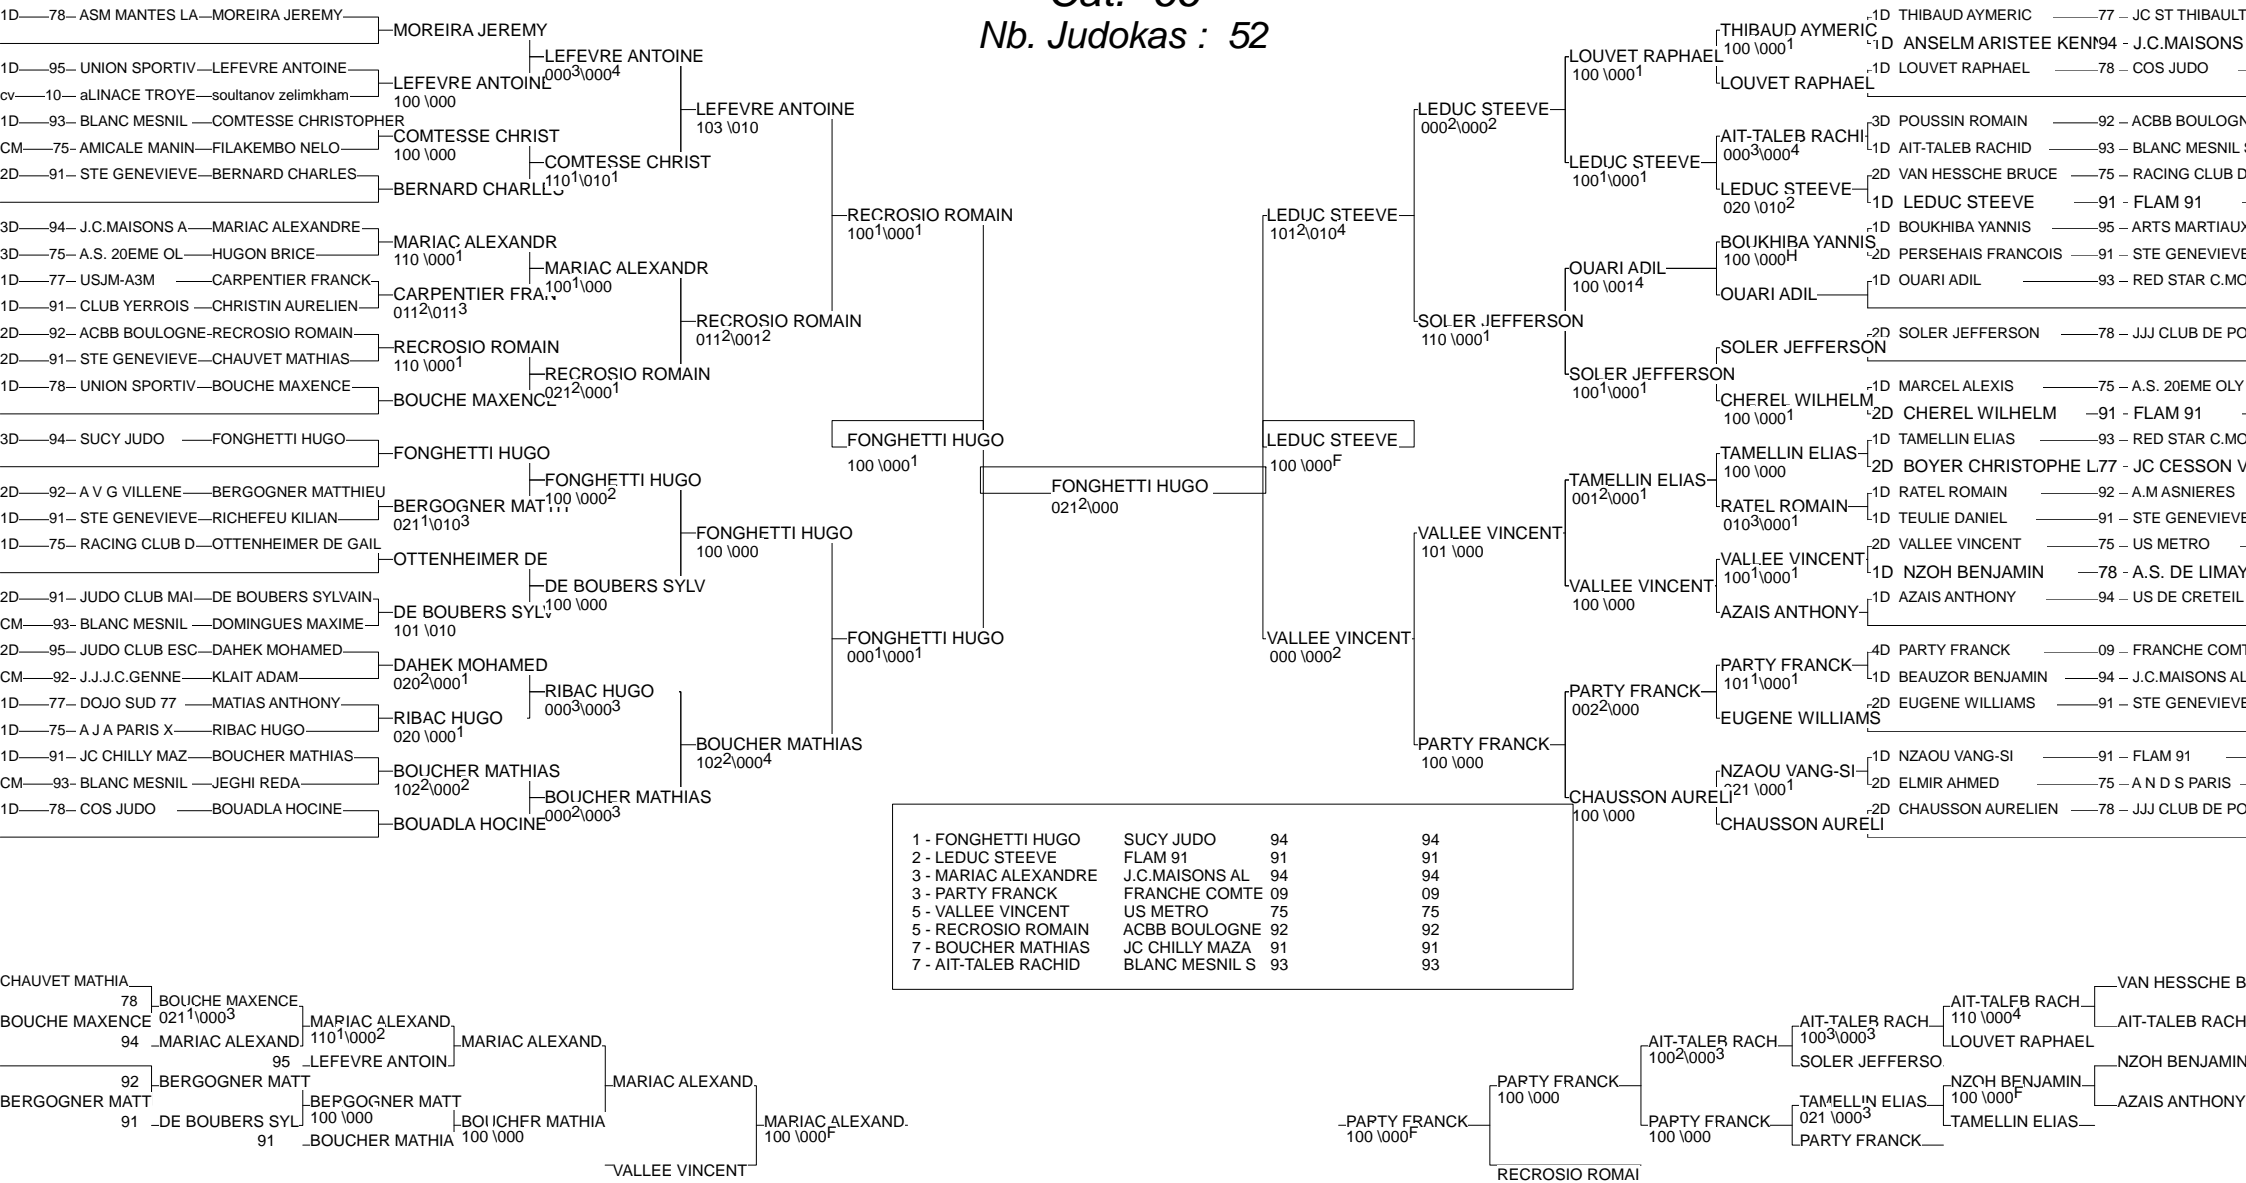 Nb. Judokas : 52
1D 78 ASM MANTES LA MOREIRA JEREMY
1D 95 UNION SPORTIV LEFEVRE ANTOINE
cv 10 aLINACE TROYE soultanov zelimkham
1D 93 BLANC MESNIL COMTESSE CHRISTOPHER
CM 75 AMICALE MANIN FILAKEMBO NELO
2D 91 STE GENEVIEVE BERNARD CHARLES
3D 94 J.C.MAISONS A MARIAC ALEXANDRE
3D 75 A.S. 20EME OL HUGON BRICE
1D 77 USJM-A3M CARPENTIER FRANCK
1D 91 CLUB YERROIS CHRISTIN AURELIEN
2D 92 ACBB BOULOGNE RECROSIO ROMAIN
2D 91 STE GENEVIEVE CHAUVET MATHIAS
1D 78 UNION SPORTIV BOUCHE MAXENCE
3D 94 SUCY JUDO FONGHETTI HUGO
2D 92 A V G VILLENE BERGOGNER MATTHIEU
1D 91 STE GENEVIEVE RICHEFEU KILIAN
1D 75 RACING CLUB D OTTENHEIMER DE GAIL
2D 91 JUDO CLUB MAI DE BOUBERS SYLVAIN
CM 93 BLANC MESNIL DOMINGUES MAXIME
2D 95 JUDO CLUB ESC DAHEK MOHAMED
CM 92 J.J.J.C.GENNE KLAIT ADAM
1D 77 DOJO SUD 77 MATIAS ANTHONY
1D 75 A J A PARIS X RIBAC HUGO
1D 91 JC CHILLY MAZ BOUCHER MATHIAS
CM 93 BLANC MESNIL JEGHI REDA
1D 78 COS JUDO BOUADLA HOCINE
MOREIRA JEREMY
LEFEVRE ANTOINE
100 \000
COMTESSE CHRIST
100 \000
BERNARD CHARLES
MARIAC ALEXANDR
110 \0001
CARPENTIER FRAN
0112\0113
RECROSIO ROMAIN
110 \0001
BOUCHE MAXENCE
FONGHETTI HUGO
BERGOGNER MATTH
0211\0103
OTTENHEIMER DE
DE BOUBERS SYLV
101 \010
DAHEK MOHAMED
0202\0001
RIBAC HUGO
020 \0001
BOUCHER MATHIAS
1022\0002
BOUADLA HOCINE
LEFEVRE ANTOINE
0003\0004
COMTESSE CHRIST
1101\0101
MARIAC ALEXANDR
1001\000
RECROSIO ROMAIN
0212\0001
FONGHETTI HUGO
100 \0002
DE BOUBERS SYLV
100 \000
RIBAC HUGO
0003\0003
BOUCHER MATHIAS
0002\0003
LEFEVRE ANTOINE
103 \010
RECROSIO ROMAIN
0112\0012
FONGHETTI HUGO
100 \000
BOUCHER MATHIAS
1022\0004
RECROSIO ROMAIN
1001\0001
FONGHETTI HUGO
0001\0001
FONGHETTI HUGO
100 \0001
FONGHETTI HUGO
0212\000
LEDUC STEEVE
100 \000F
LEDUC STEEVE
1012\0104
VALLEE VINCENT
000 \0002
LEDUC STEEVE
0002\0002
SOLER JEFFERSON
110 \0001
VALLEE VINCENT
101 \000
PARTY FRANCK
100 \000
LOUVET RAPHAEL
100 \0001
LEDUC STEEVE
1001\0001
OUARI ADIL
100 \0014
SOLER JEFFERSON
1001\0001
TAMELLIN ELIAS
0012\0001
VALLEE VINCENT
100 \000
PARTY FRANCK
0022\000
CHAUSSON AURELI
100 \000
THIBAUD AYMERIC
100 \0001
LOUVET RAPHAEL
AIT-TALEB RACHI
0003\0004
LEDUC STEEVE
020 \0102
BOUKHIBA YANNIS
100 \000H
OUARI ADIL
SOLER JEFFERSON
CHEREL WILHELM
100 \0001
TAMELLIN ELIAS
100 \000
RATEL ROMAIN
0103\0001
VALLEE VINCENT
1001\0001
AZAIS ANTHONY
PARTY FRANCK
1011\0001
EUGENE WILLIAMS
NZAOU VANG-SI
021 \0001
CHAUSSON AURELI
1D THIBAUD AYMERIC 77 JC ST THIBAULT
1D ANSELM ARISTEE KENN 94 - J.C.MAISONS
1D LOUVET RAPHAEL 78 COS JUDO
3D POUSSIN ROMAIN 92 ACBB BOULOGN
1D AIT-TALEB RACHID 93 BLANC MESNIL S
2D VAN HESSCHE BRUCE 75 RACING CLUB D
1D LEDUC STEEVE 91 - FLAM 91
1D BOUKHIBA YANNIS 95 ARTS MARTIAUX
2D PERSEHAIS FRANCOIS 91 STE GENEVIEVE
1D OUARI ADIL 93 RED STAR C.MO
2D SOLER JEFFERSON 78 JJJ CLUB DE PO
1D MARCEL ALEXIS 75 A.S. 20EME OLY
2D CHEREL WILHELM 91 - FLAM 91
1D TAMELLIN ELIAS 93 RED STAR C.MO
2D BOYER CHRISTOPHE L 77 - JC CESSON V
1D RATEL ROMAIN 92 A.M ASNIERES
1D TEULIE DANIEL 91 STE GENEVIEVE
2D VALLEE VINCENT 75 US METRO
1D NZOH BENJAMIN 78 - A.S. DE LIMAY
1D AZAIS ANTHONY 94 US DE CRETEIL
4D PARTY FRANCK 09 FRANCHE COMT
1D BEAUZOR BENJAMIN 94 J.C.MAISONS AL
2D EUGENE WILLIAMS 91 STE GENEVIEVE
1D NZAOU VANG-SI 91 FLAM 91
2D ELMIR AHMED 75 A N D S PARIS
2D CHAUSSON AURELIEN 78 JJJ CLUB DE PO
1 - FONGHETTI HUGO SUCY JUDO 94 94
2 - LEDUC STEEVE FLAM 91 91 91
3 - MARIAC ALEXANDRE J.C.MAISONS AL 94 94
3 - PARTY FRANCK FRANCHE COMTE 09 09
5 - VALLEE VINCENT US METRO 75 75
5 - RECROSIO ROMAIN ACBB BOULOGNE 92 92
7 - BOUCHER MATHIAS JC CHILLY MAZA 91 91
7 - AIT-TALEB RACHID BLANC MESNIL S 93 93
CHAUVET MATHIA
78
BOUCHE MAXENCE
94
92
BERGOGNER MATT
91
BOUCHE MAXENCE
0211\0003
MARIAC ALEXAND
95
BERGOGNER MATT
DE BOUBERS SYL
91
MARIAC ALEXAND
1101\0002
LEFEVRE ANTOIN
BERGOGNER MATT
100 \000
BOUCHER MATHIA
MARIAC ALEXAND
BOUCHER MATHIA
100 \000
MARIAC ALEXAND
VALLEE VINCENT
MARIAC ALEXAND
100 \000F
PARTY FRANCK
100 \000F
PARTY FRANCK
100 \000
RECROSIO ROMAI
AIT-TALEB RACH
1002\0003
PARTY FRANCK
100 \000
AIT-TALEB RACH
1003\0003
SOLER JEFFERSO
TAMELLIN ELIAS
021 \0003
PARTY FRANCK
AIT-TALEB RACH
110 \0004
LOUVET RAPHAEL
NZOH BENJAMIN
100 \000F
TAMELLIN ELIAS
VAN HESSCHE B
AIT-TALEB RACH
NZOH BENJAMIN
AZAIS ANTHONY